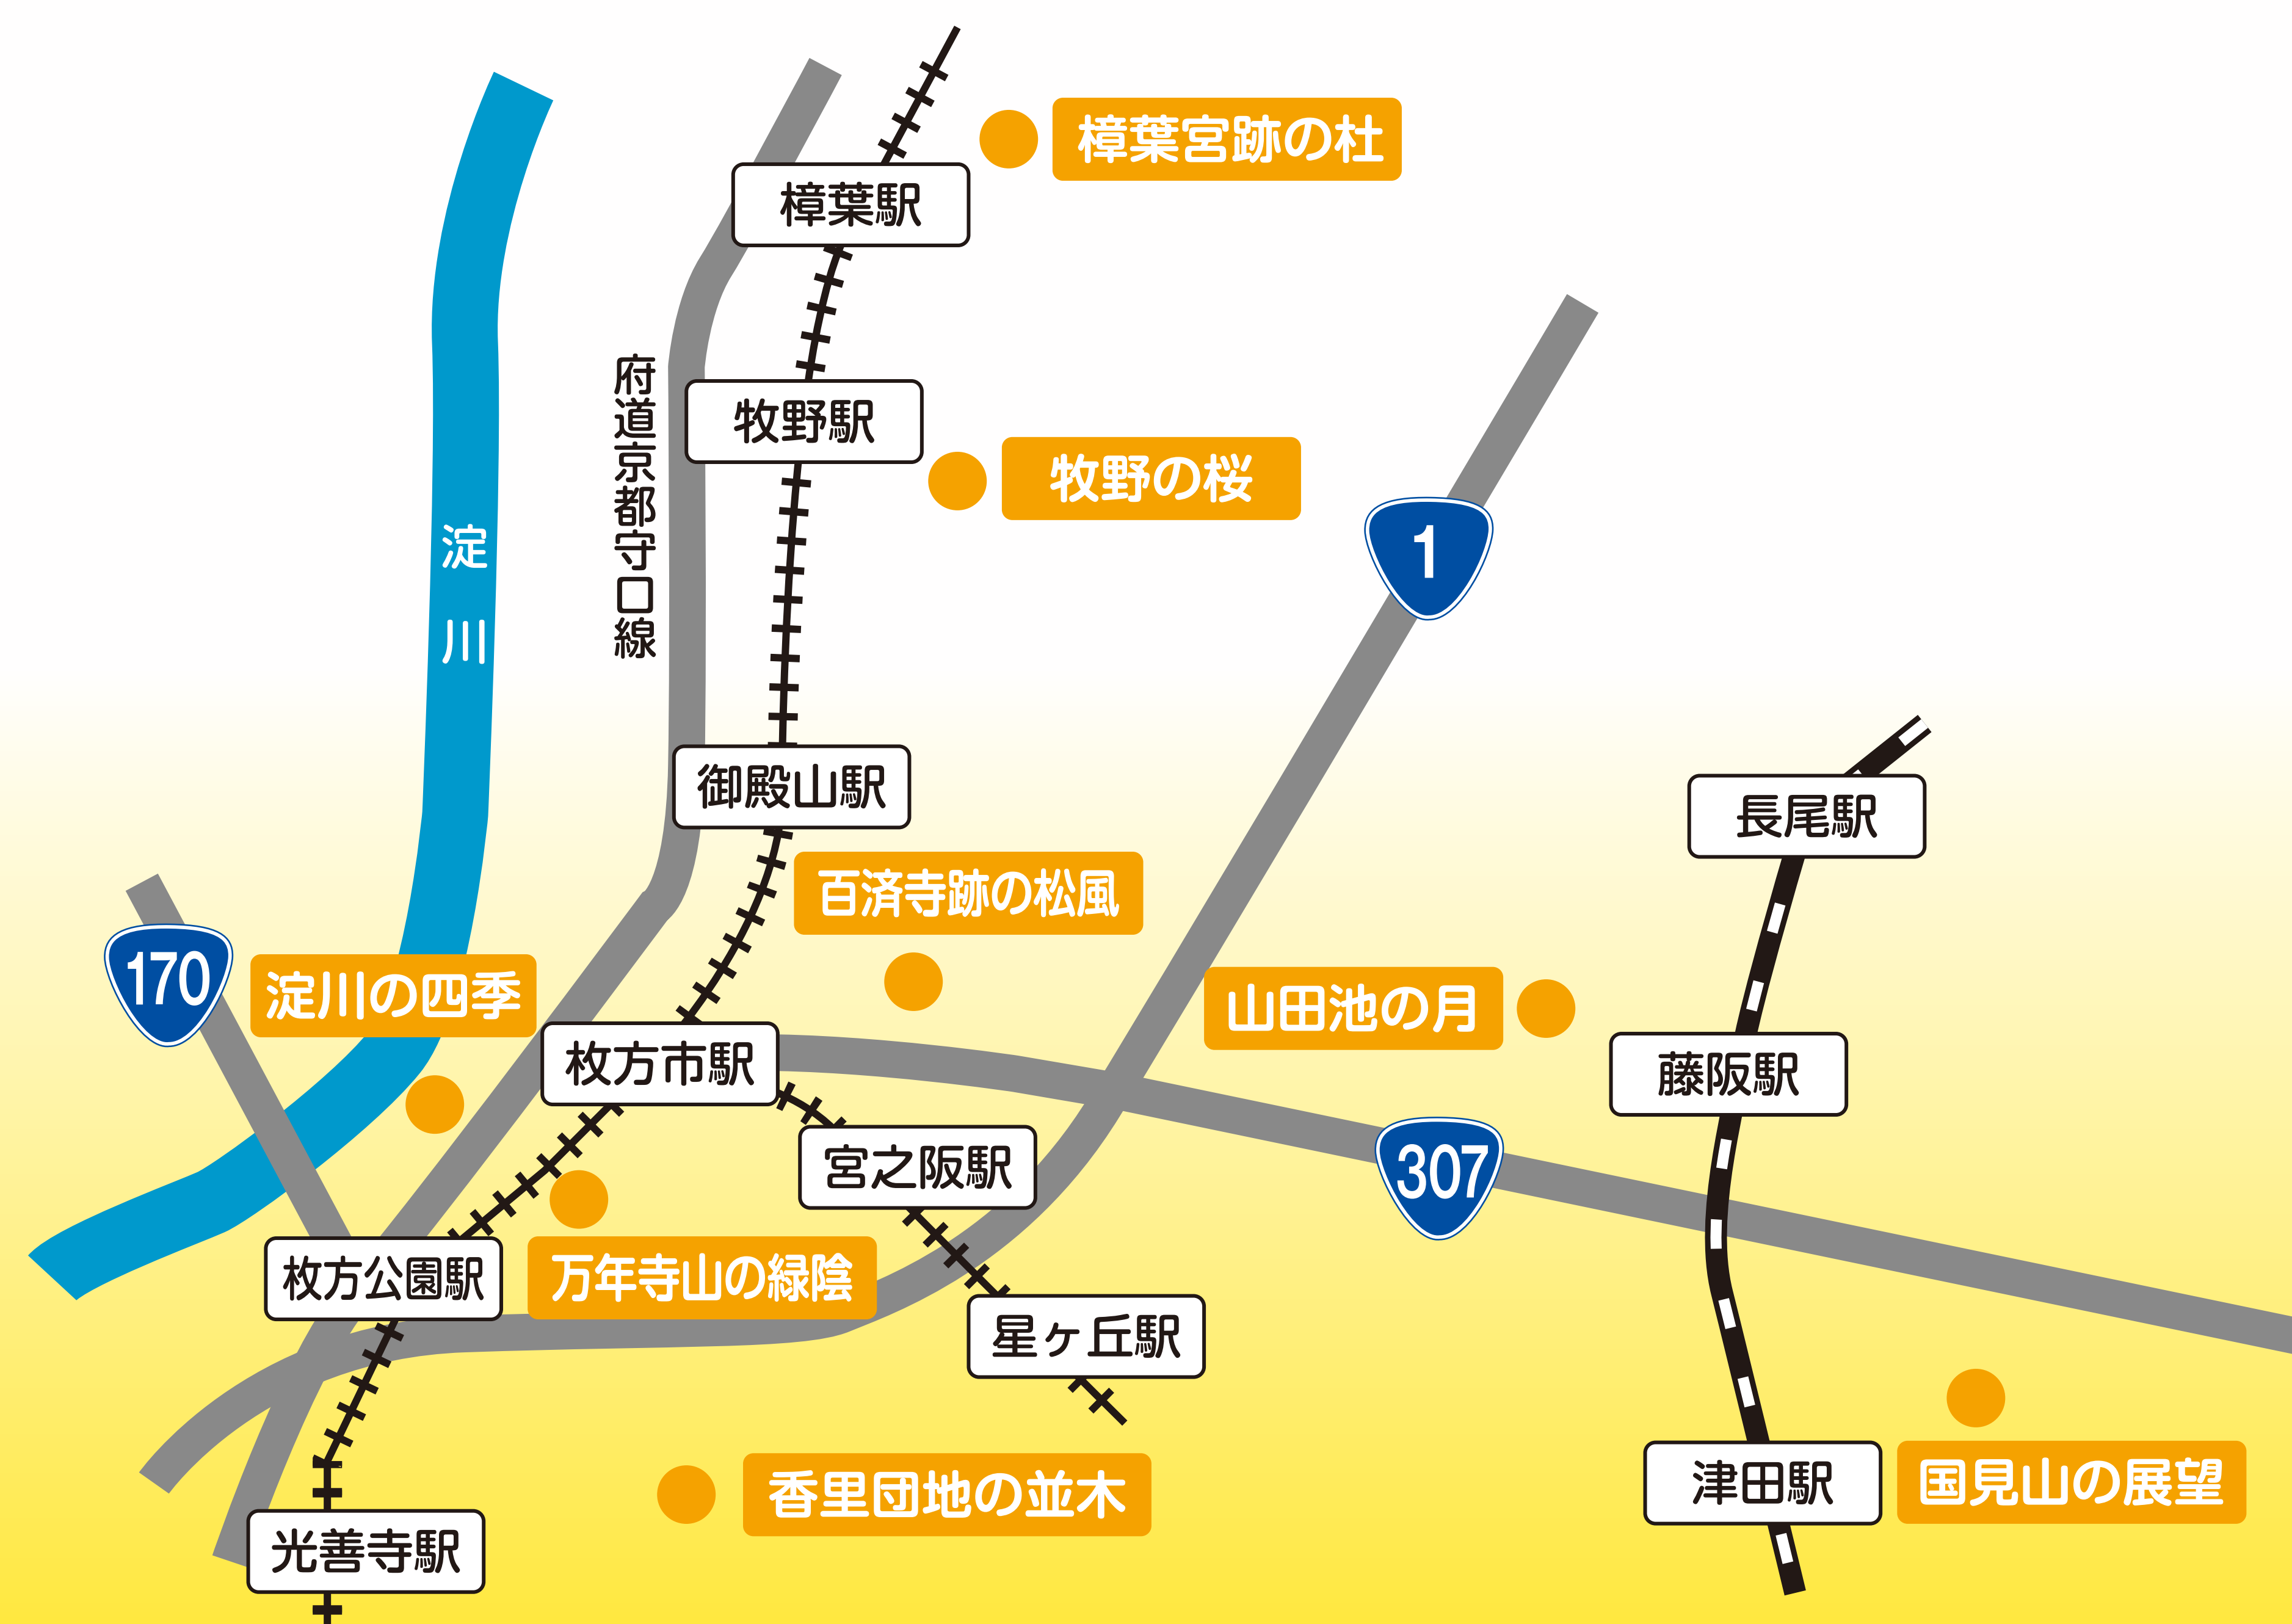 樟葉宮跡の杜
樟葉駅
府道京都守口線
牧野駅
牧野の桜
1
淀川
御殿山駅
長尾駅
百済寺跡の松風
170
淀川の四季
山田池の月
枚方市駅
藤阪駅
宮之阪駅
307
枚方公園駅
万年寺山の緑陰
星ヶ丘駅
津田駅
国見山の展望
香里団地の並木
光善寺駅